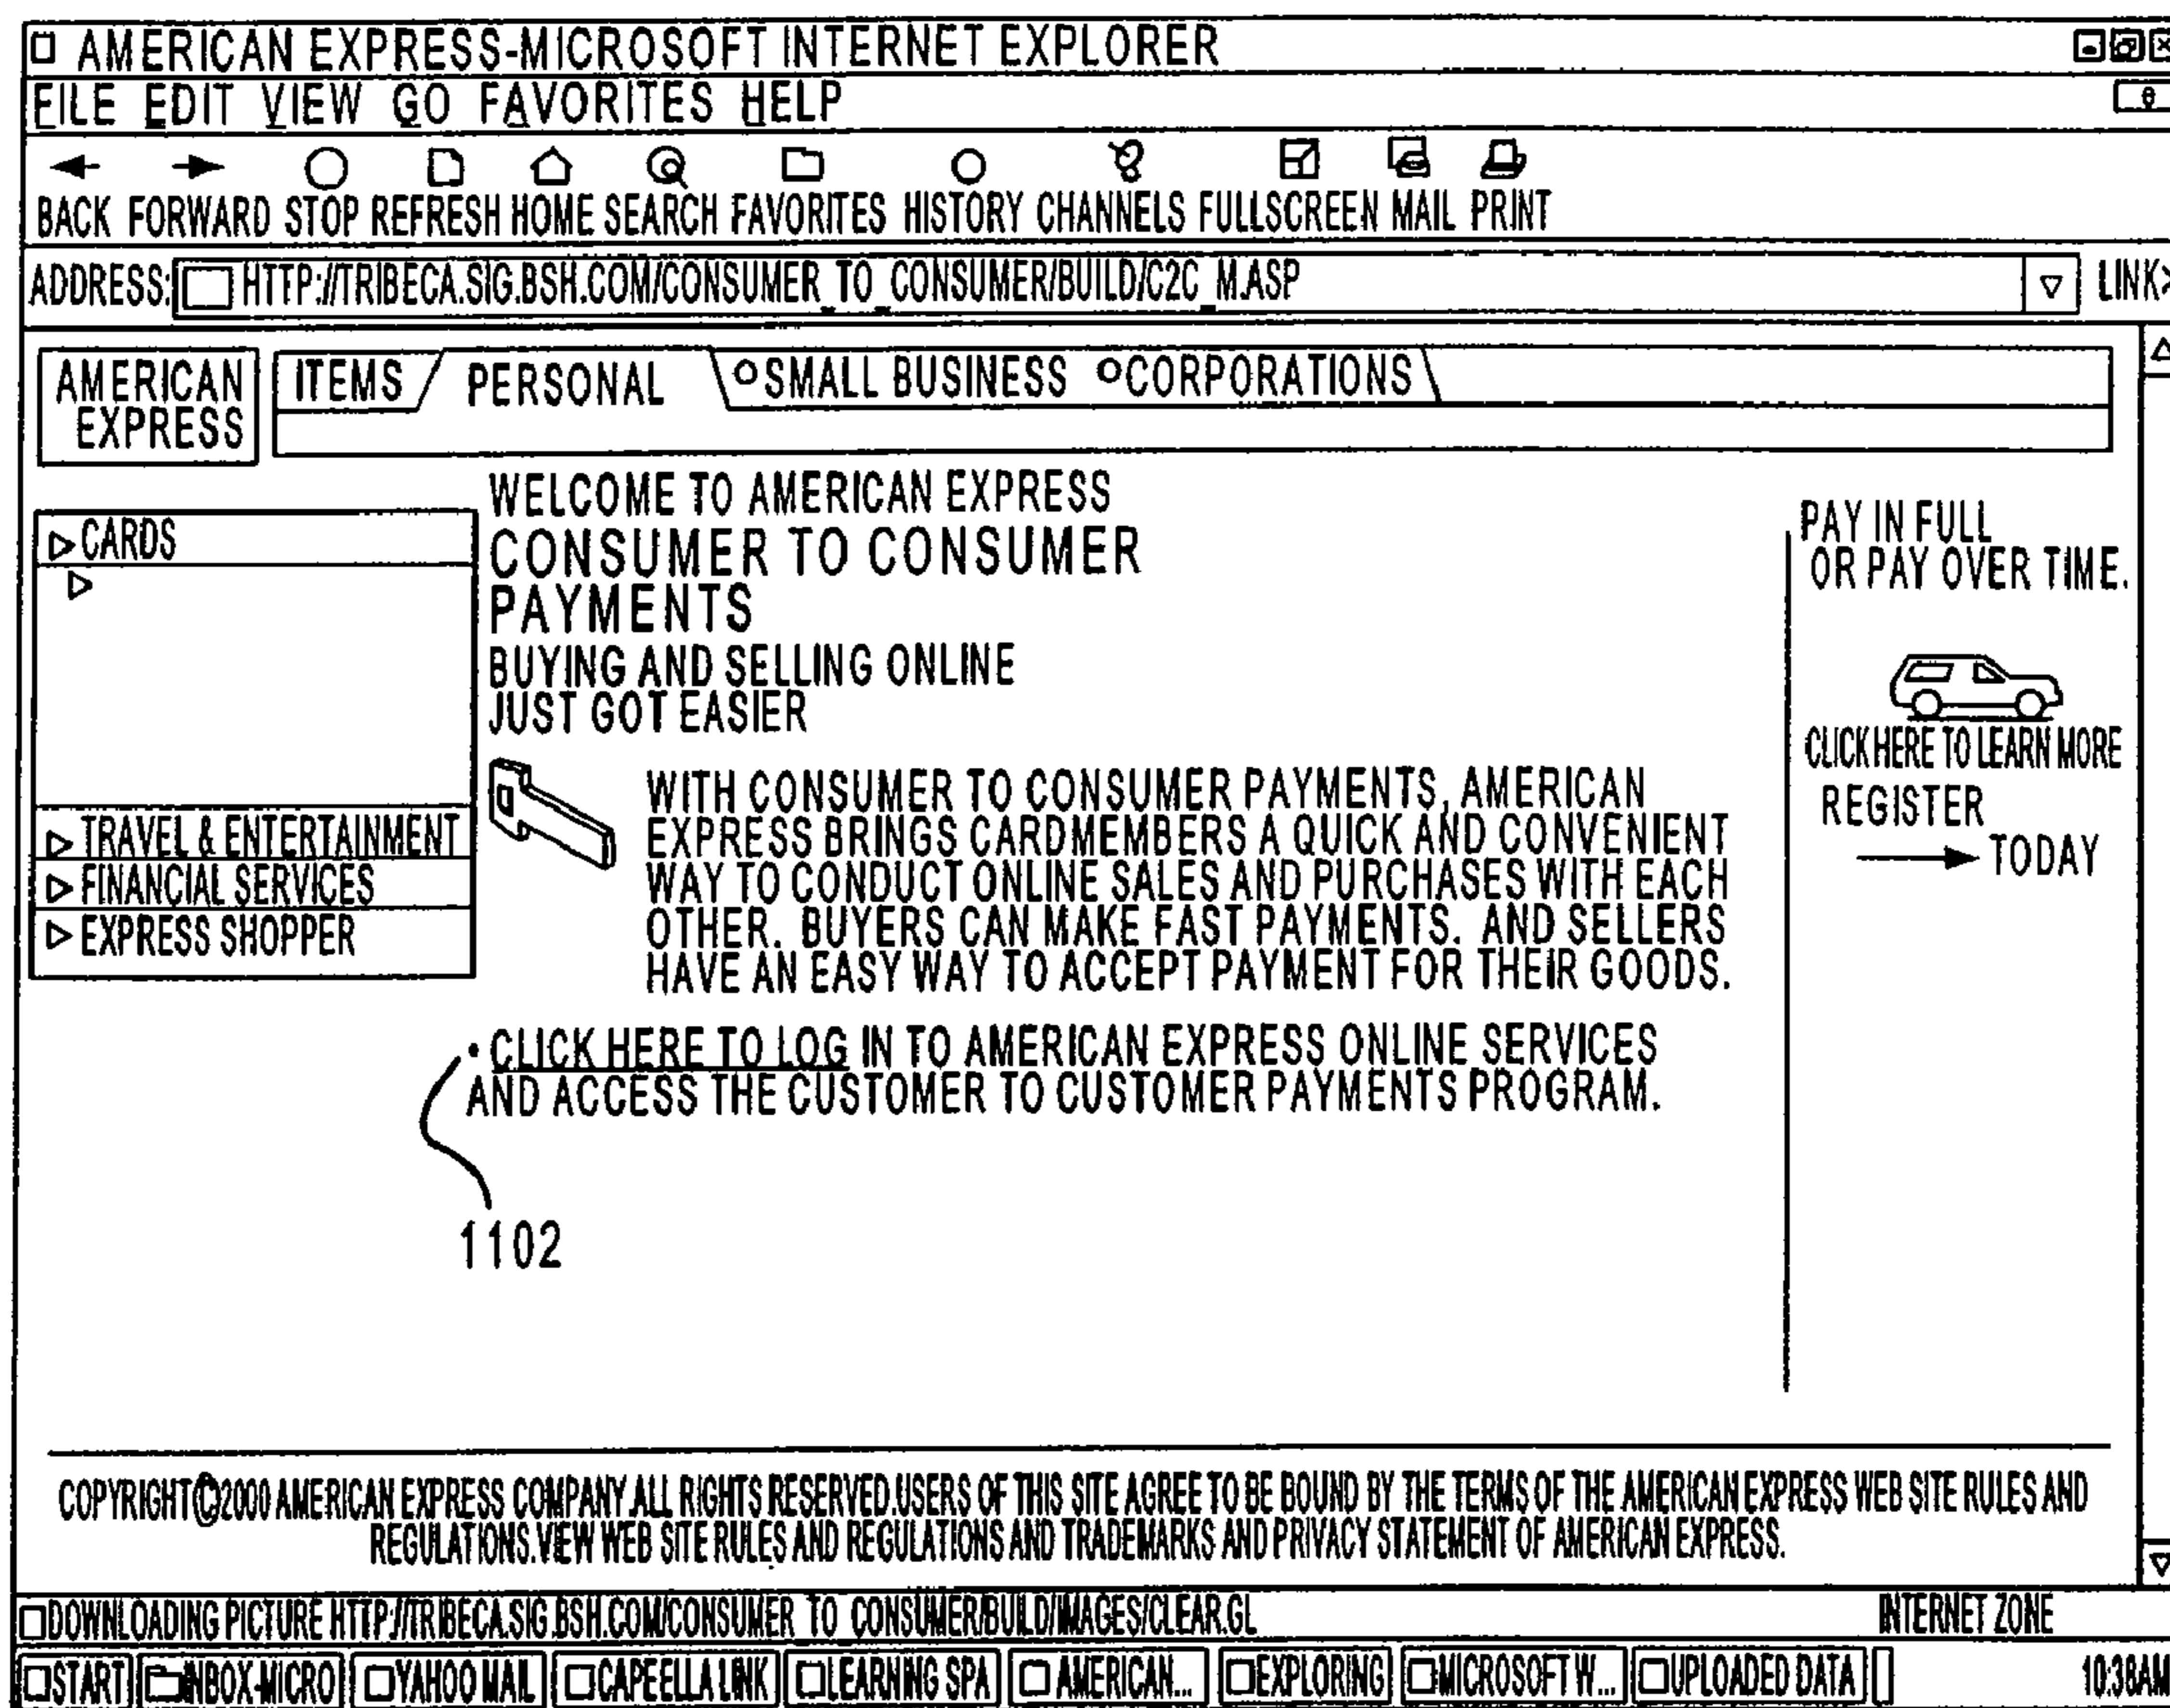 AMERICAN EXPRESS-MICROSOFT INTERNET EXPLORER
FILE EDIT VIEW GO FAVORITES HELP
BACK FORWARD STOP REFRESH HOME SEARCH FAVORITES HISTORY CHANNELS FULLSCREEN MAIL PRINT
ADDRESS: HTTP://TRIBECA.SIG.BSH.COM/CONSUMER_TO_CONSUMER/BUILD/C2C_M.ASP LINK>
AMERICAN
EXPRESS
ITEMS PERSONAL SMALL BUSINESS CORPORATIONS
CARDS
TRAVEL & ENTERTAINMENT
FINANCIAL SERVICES
EXPRESS SHOPPER
WELCOME TO AMERICAN EXPRESS
CONSUMER TO CONSUMER
PAYMENTS
BUYING AND SELLING ONLINE
JUST GOT EASIER
WITH CONSUMER TO CONSUMER PAYMENTS, AMERICAN
EXPRESS BRINGS CARDMEMBERS A QUICK AND CONVENIENT
WAY TO CONDUCT ONLINE SALES AND PURCHASES WITH EACH
OTHER. BUYERS CAN MAKE FAST PAYMENTS. AND SELLERS
HAVE AN EASY WAY TO ACCEPT PAYMENT FOR THEIR GOODS.
• CLICK HERE TO LOG IN TO AMERICAN EXPRESS ONLINE SERVICES
AND ACCESS THE CUSTOMER TO CUSTOMER PAYMENTS PROGRAM.
1102
PAY IN FULL
OR PAY OVER TIME.
CLICK HERE TO LEARN MORE
REGISTER
TODAY
COPYRIGHT©2000 AMERICAN EXPRESS COMPANY ALL RIGHTS RESERVED.USERS OF THIS SITE AGREE TO BE BOUND BY THE TERMS OF THE AMERICAN EXPRESS WEB SITE RULES AND
REGULATIONS.VIEW WEB SITE RULES AND REGULATIONS AND TRADEMARKS AND PRIVACY STATEMENT OF AMERICAN EXPRESS.
DOWNLOADING PICTURE HTTP://TRIBECA.SIG.BSH.COM/CONSUMER_TO_CONSUMER/BUILD/IMAGES/CLEAR.GL INTERNET ZONE
START INBOX-MICRO YAHOO MAIL CAPEELLA LINK LEARNING SPA AMERICAN... EXPLORING MICROSOFT W... UPLOADED DATA 10:38AM